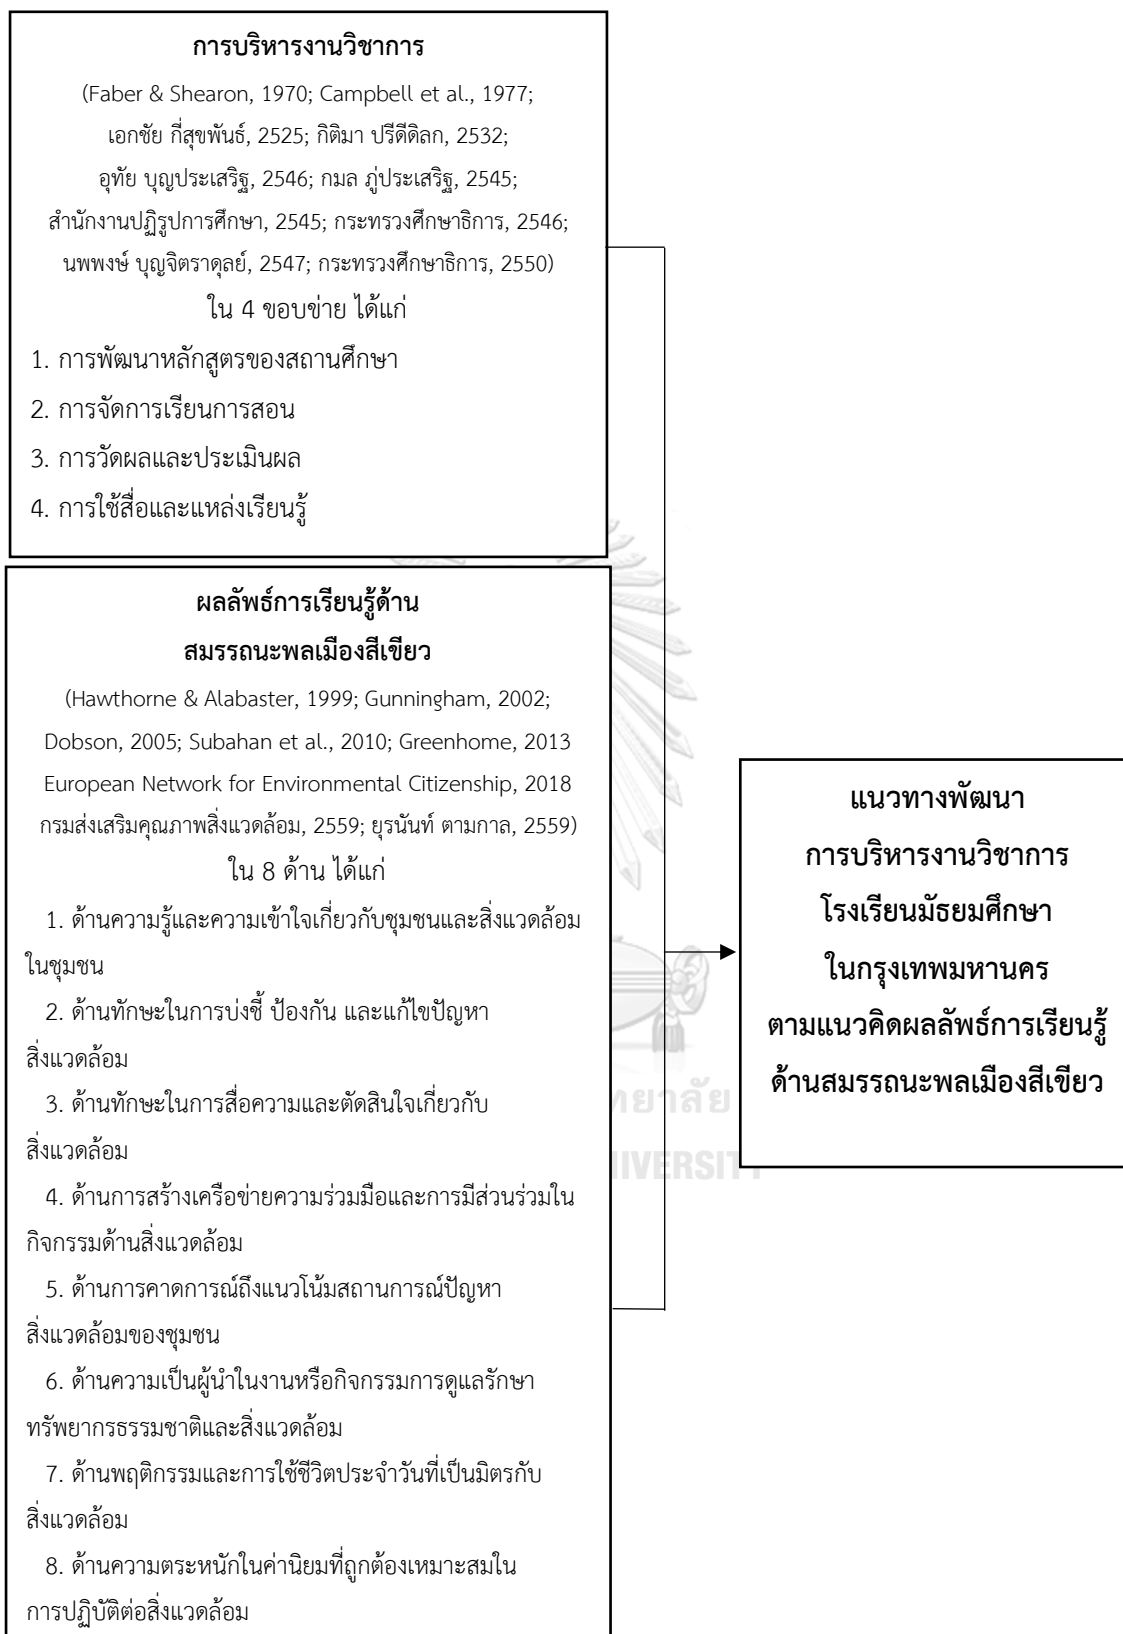 การบริหารงานวิชาการ
(Faber & Shearon, 1970; Campbell et al., 1977;
เอกชัย กี่สุขพันธ์, 2525; กิติมา ปรีดีดิลก, 2532;
อุทัย บุญประเสริฐ, 2546; กมล ภู่ประเสริฐ, 2545;
สำนักงานปฏิรูปการศึกษา, 2545; กระทรวงศึกษาธิการ, 2546;
นพพงษ์ บุญจิตราดุลย์, 2547; กระทรวงศึกษาธิการ, 2550)
ใน 4 ขอบข่าย ได้แก่
1. การพัฒนาหลักสูตรของสถานศึกษา
2. การจัดการเรียนการสอน
3. การวัดผลและประเมินผล
4. การใช้สื่อและแหล่งเรียนรู้
ผลลัพธ์การเรียนรู้ด้าน
สมรรถนะพลเมืองสีเขียว
(Hawthorne & Alabaster, 1999; Gunningham, 2002;
Dobson, 2005; Subahan et al., 2010; Greenhome, 2013
European Network for Environmental Citizenship, 2018
กรมส่งเสริมคุณภาพสิ่งแวดล้อม, 2559; ยุรนันท์ ตามกาล, 2559)
ใน 8 ด้าน ได้แก่
1. ด้านความรู้และความเข้าใจเกี่ยวกับชุมชนและสิ่งแวดล้อม
ในชุมชน
2. ด้านทักษะในการบ่งชี้ ป้องกัน และแก้ไขปัญหา
สิ่งแวดล้อม
3. ด้านทักษะในการสื่อความและตัดสินใจเกี่ยวกับ
สิ่งแวดล้อม
4. ด้านการสร้างเครือข่ายความร่วมมือและการมีส่วนร่วมใน
กิจกรรมด้านสิ่งแวดล้อม
5. ด้านการคาดการณ์ถึงแนวโน้มสถานการณ์ปัญหา
สิ่งแวดล้อมของชุมชน
6. ด้านความเป็นผู้นำในงานหรือกิจกรรมการดูแลรักษา
ทรัพยากรธรรมชาติและสิ่งแวดล้อม
7. ด้านพฤติกรรมและการใช้ชีวิตประจำวันที่เป็นมิตรกับ
สิ่งแวดล้อม
8. ด้านความตระหนักในค่านิยมที่ถูกต้องเหมาะสมใน
การปฏิบัติต่อสิ่งแวดล้อม
แนวทางพัฒนา
การบริหารงานวิชาการ
โรงเรียนมัธยมศึกษา
ในกรุงเทพมหานคร
ตามแนวคิดผลลัพธ์การเรียนรู้
ด้านสมรรถนะพลเมืองสีเขียว